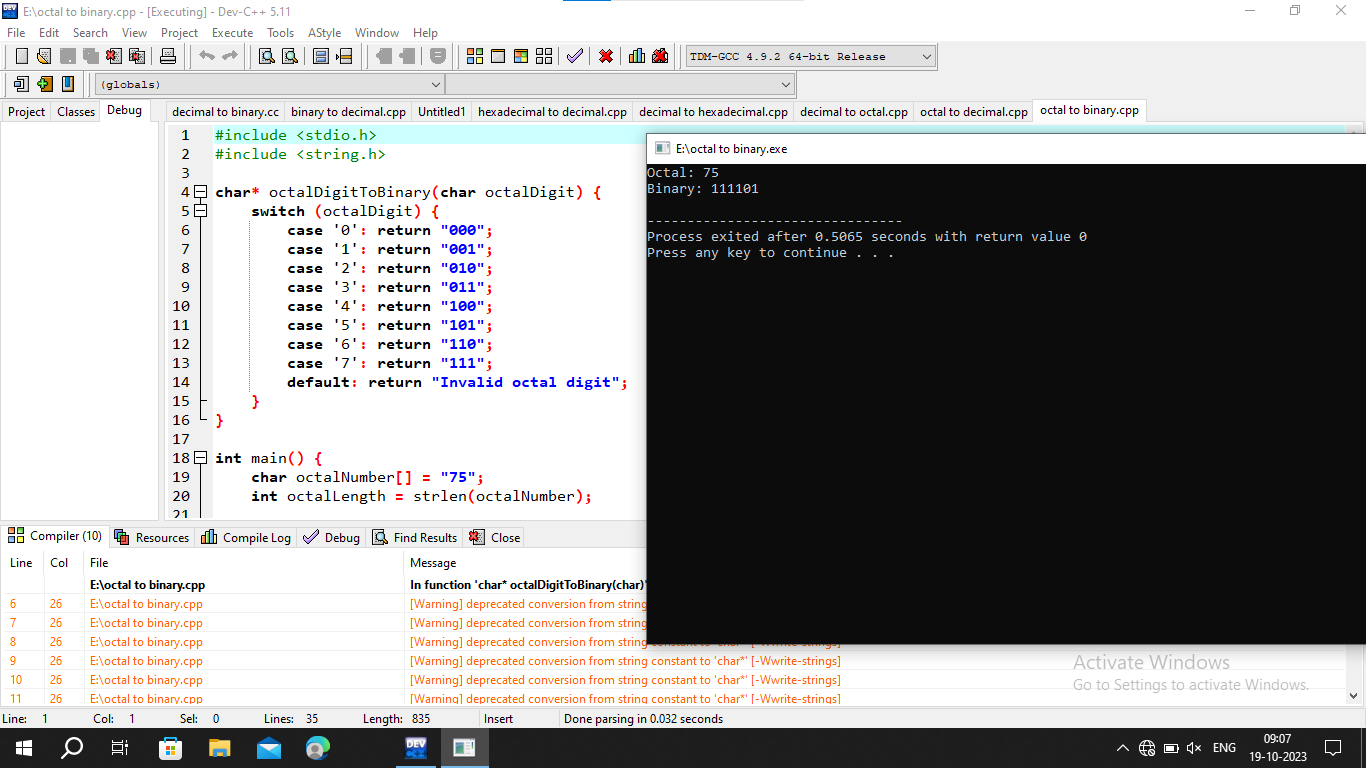 E:\octal to binary.cpp - [Executing] - Dev-C++ 5.11
File Edit Search View Project Execute Tools AStyle Window Help
TDM-GCC 4.9.2 64-bit Release
(globals)
Project Classes Debug
decimal to binary.cc binary to decimal.cpp Untitled1 hexadecimal to decimal.cpp decimal to hexadecimal.cpp decimal to octal.cpp octal to decimal.cpp octal to binary.cpp
1 #include <stdio.h>
2 #include <string.h>
3
4 char* octalDigitToBinary(char octalDigit) {
5 switch (octalDigit) {
6 case '0': return "000";
7 case '1': return "001";
8 case '2': return "010";
9 case '3': return "011";
10 case '4': return "100";
11 case '5': return "101";
12 case '6': return "110";
13 case '7': return "111";
14 default: return "Invalid octal digit";
15 }
16 }
17
18 int main() {
19 char octalNumber[] = "75";
20 int octalLength = strlen(octalNumber);
21
E:\octal to binary.exe
Octal: 75
Binary: 111101
--------------------------------
Process exited after 0.5065 seconds with return value 0
Press any key to continue . . .
Compiler (10) Resources Compile Log Debug Find Results Close
Line Col File Message
E:\octal to binary.cpp In function 'char* octalDigitToBinary(char)'
6 26 E:\octal to binary.cpp [Warning] deprecated conversion from string
7 26 E:\octal to binary.cpp [Warning] deprecated conversion from string
8 26 E:\octal to binary.cpp [Warning] deprecated conversion from string constant to 'char*' [-Wwrite-strings]
9 26 E:\octal to binary.cpp [Warning] deprecated conversion from string constant to 'char*' [-Wwrite-strings]
10 26 E:\octal to binary.cpp [Warning] deprecated conversion from string constant to 'char*' [-Wwrite-strings]
11 26 E:\octal to binary.cpp [Warning] deprecated conversion from string constant to 'char*' [-Wwrite-strings]
Activate Windows
Go to Settings to activate Windows.
Line: 1 Col: 1 Sel: 0 Lines: 35 Length: 835 Insert Done parsing in 0.032 seconds
DEV
ENG
09:07
19-10-2023